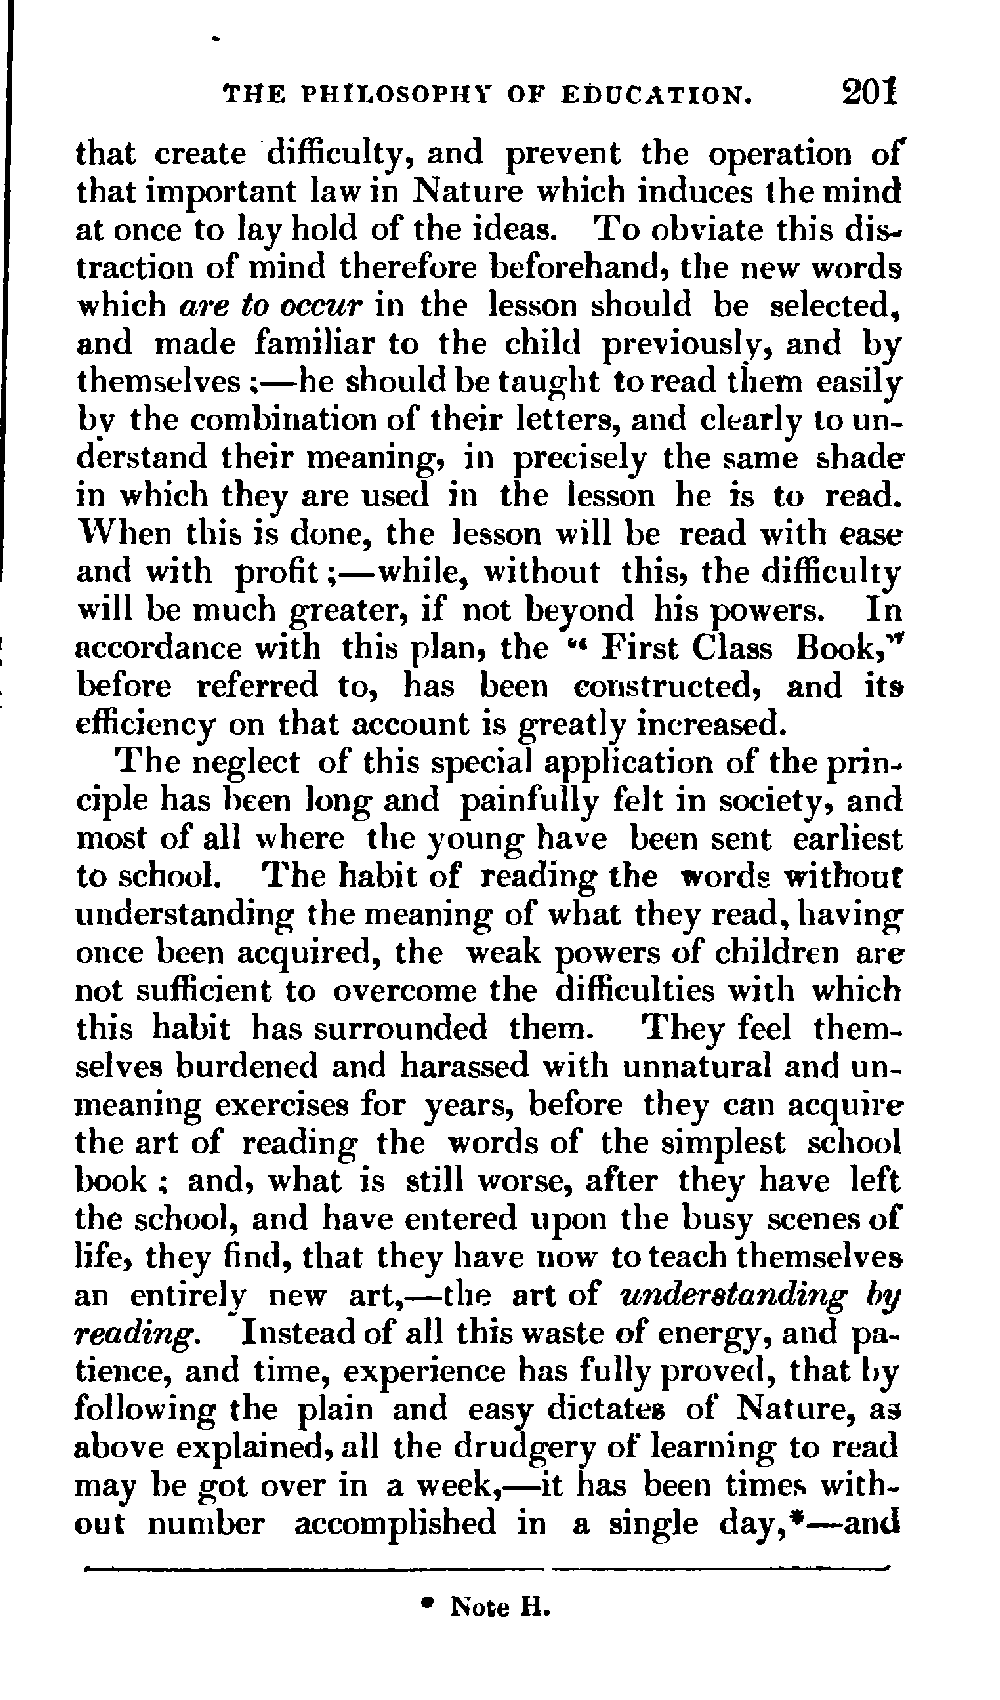 THE PHILOSOPHY OF EDUCATION. 201
that create difficulty, and prevent the operation of
that important law in Nature which induces the mind
at once to lay hold of the ideas. To obviate this dis-
traction of mind therefore beforehand, the new words
which are to occur in the lesson should be selected,
and made familiar to the child previously, and by
themselves ;—he should be taught to read them easily
by the combination of their letters, and clearly to un-
derstand their meaning, in precisely the same shade
in which they are used in the lesson he is to read.
When this is done, the lesson will be read with ease
and with profit ;—while, without this, the difficulty
will be much greater, if not beyond his powers. In
accordance with this plan, the “ First Class Book,”
before referred to, has been constructed, and its
efficiency on that account is greatly increased.
The neglect of this special application of the prin-
ciple has been long and painfully felt in society, and
most of all where the young have been sent earliest
to school. The habit of reading the words without
understanding the meaning of what they read, having
once been acquired, the weak powers of children are
not sufficient to overcome the difficulties with which
this habit has surrounded them. They feel them-
selves burdened and harassed with unnatural and un-
meaning exercises for years, before they can acquire
the art of reading the words of the simplest school
book ; and, what is still worse, after they have left
the school, and have entered upon the busy scenes of
life, they find, that they have now to teach themselves
an entirely new art,—the art of understanding by
reading. Instead of all this waste of energy, and pa-
tience, and time, experience has fully proved, that by
following the plain and easy dictates of Nature, as
above explained, all the drudgery of learning to read
may be got over in a week,—it has been times with-
out number accomplished in a single day,*—and
* Note H.